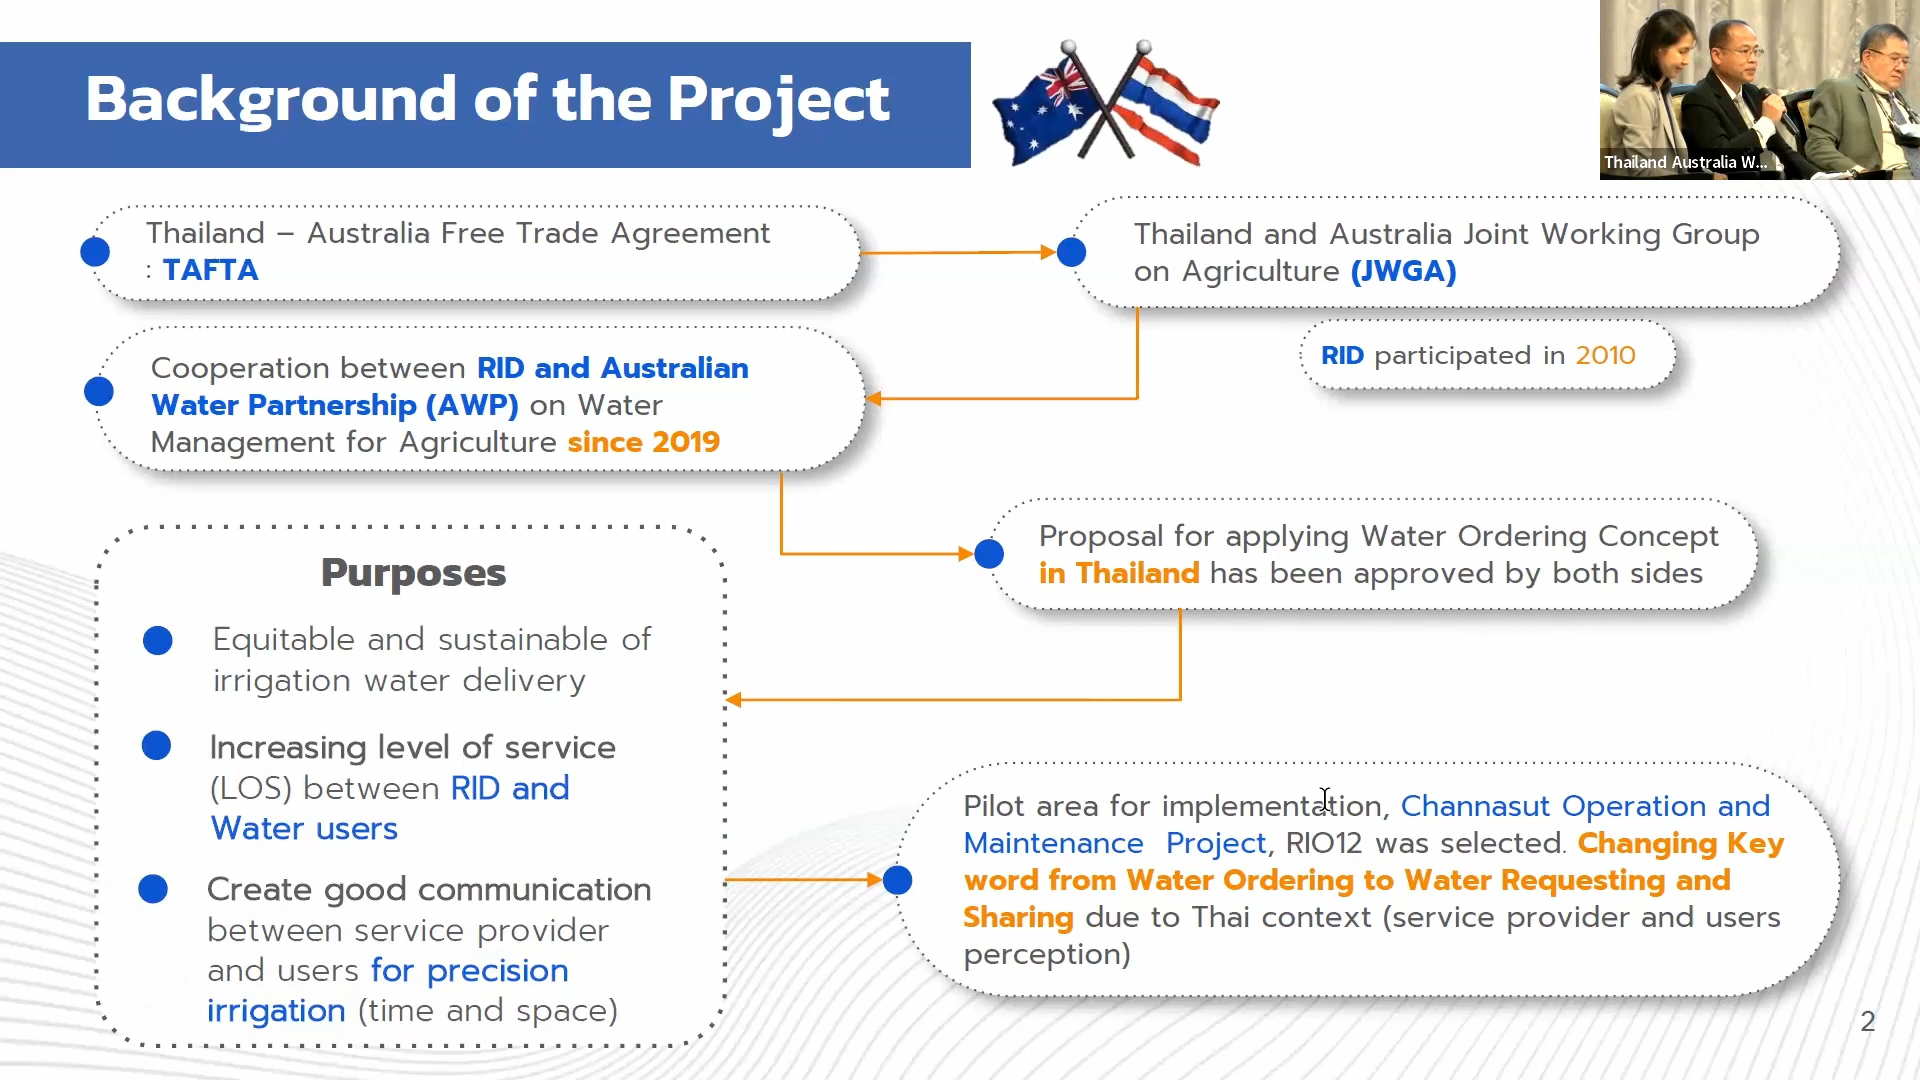 Background of the Project
Thailand Australia W...
Thailand – Australia Free Trade Agreement
: TAFTA
Thailand and Australia Joint Working Group
on Agriculture (JWGA)
RID participated in 2010
Cooperation between RID and Australian
Water Partnership (AWP) on Water
Management for Agriculture since 2019
Proposal for applying Water Ordering Concept
in Thailand has been approved by both sides
Purposes
Equitable and sustainable of
irrigation water delivery
Increasing level of service
(LOS) between RID and
Water users
Create good communication
between service provider
and users for precision
irrigation (time and space)
Pilot area for implementation, Channasut Operation and
Maintenance Project, RIO12 was selected. Changing Key
word from Water Ordering to Water Requesting and
Sharing due to Thai context (service provider and users
perception)
2